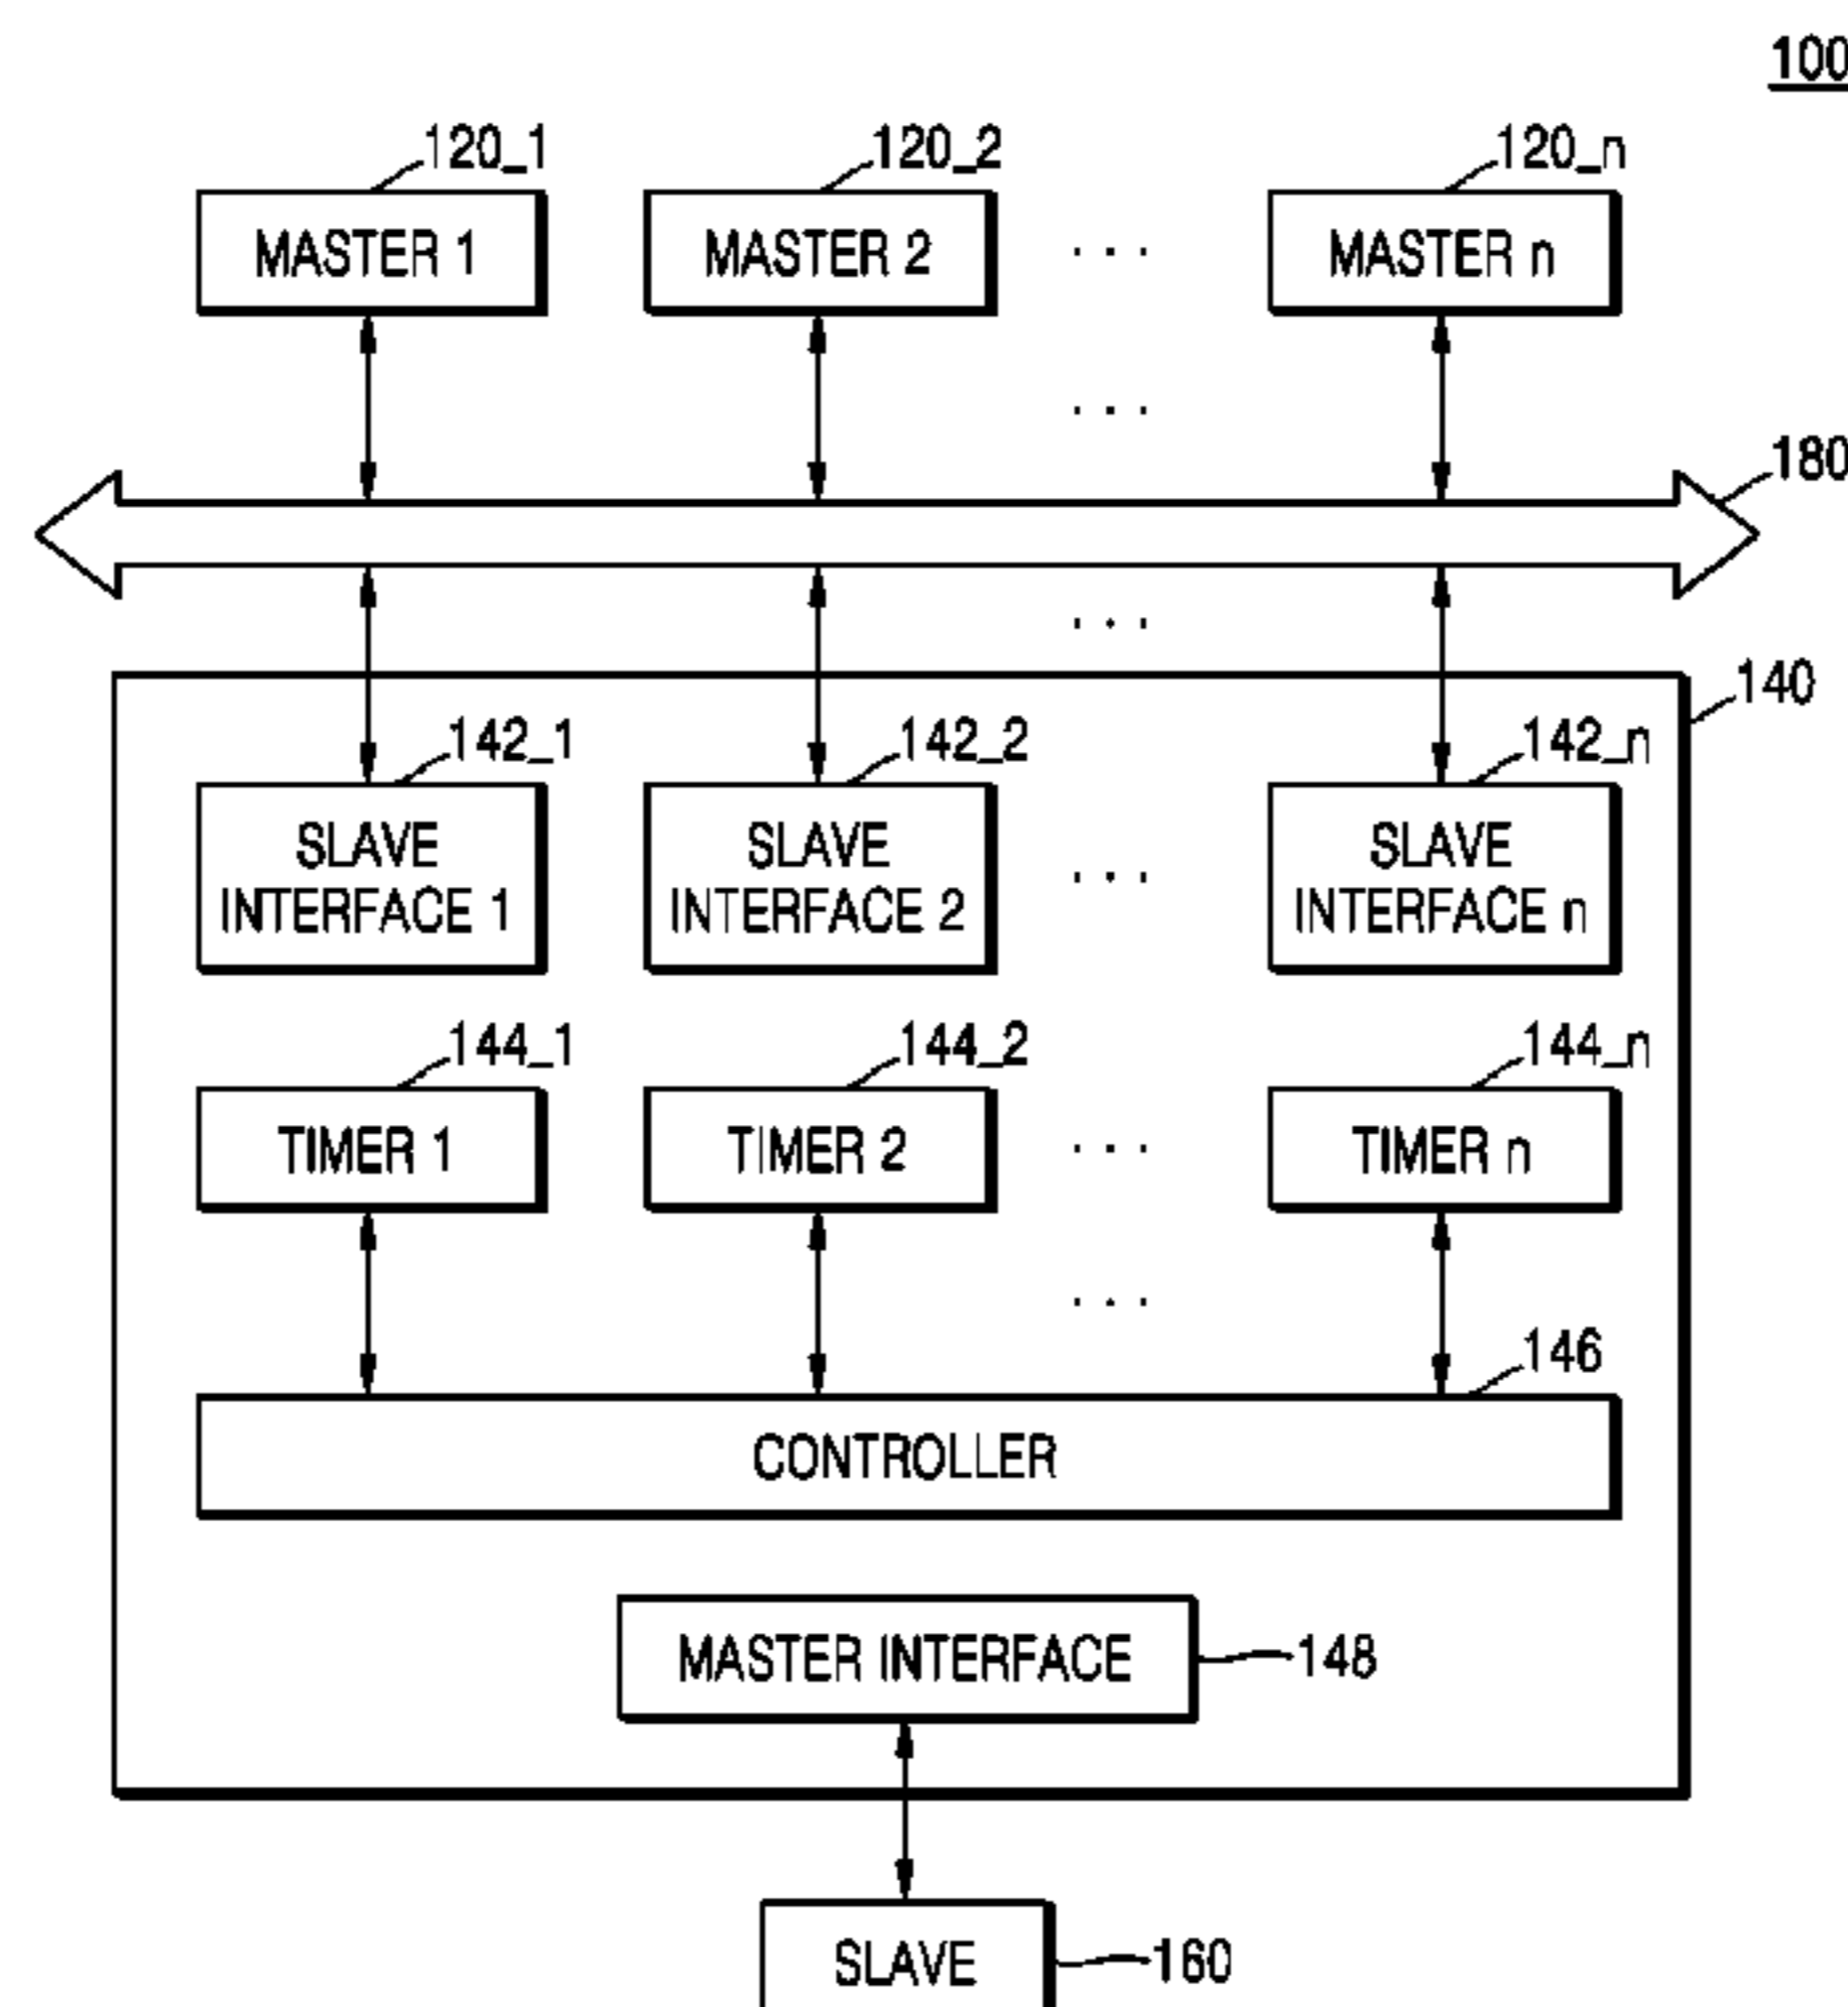 100
120_1
120_2
120_n
MASTER 1
MASTER 2
. . .
MASTER n
. . .
180
. . .
140
142_1
142_2
142_n
SLAVE
INTERFACE 1
SLAVE
INTERFACE 2
. . .
SLAVE
INTERFACE n
144_1
144_2
144_n
TIMER 1
TIMER 2
. . .
TIMER n
. . .
146
CONTROLLER
MASTER INTERFACE
148
SLAVE
160